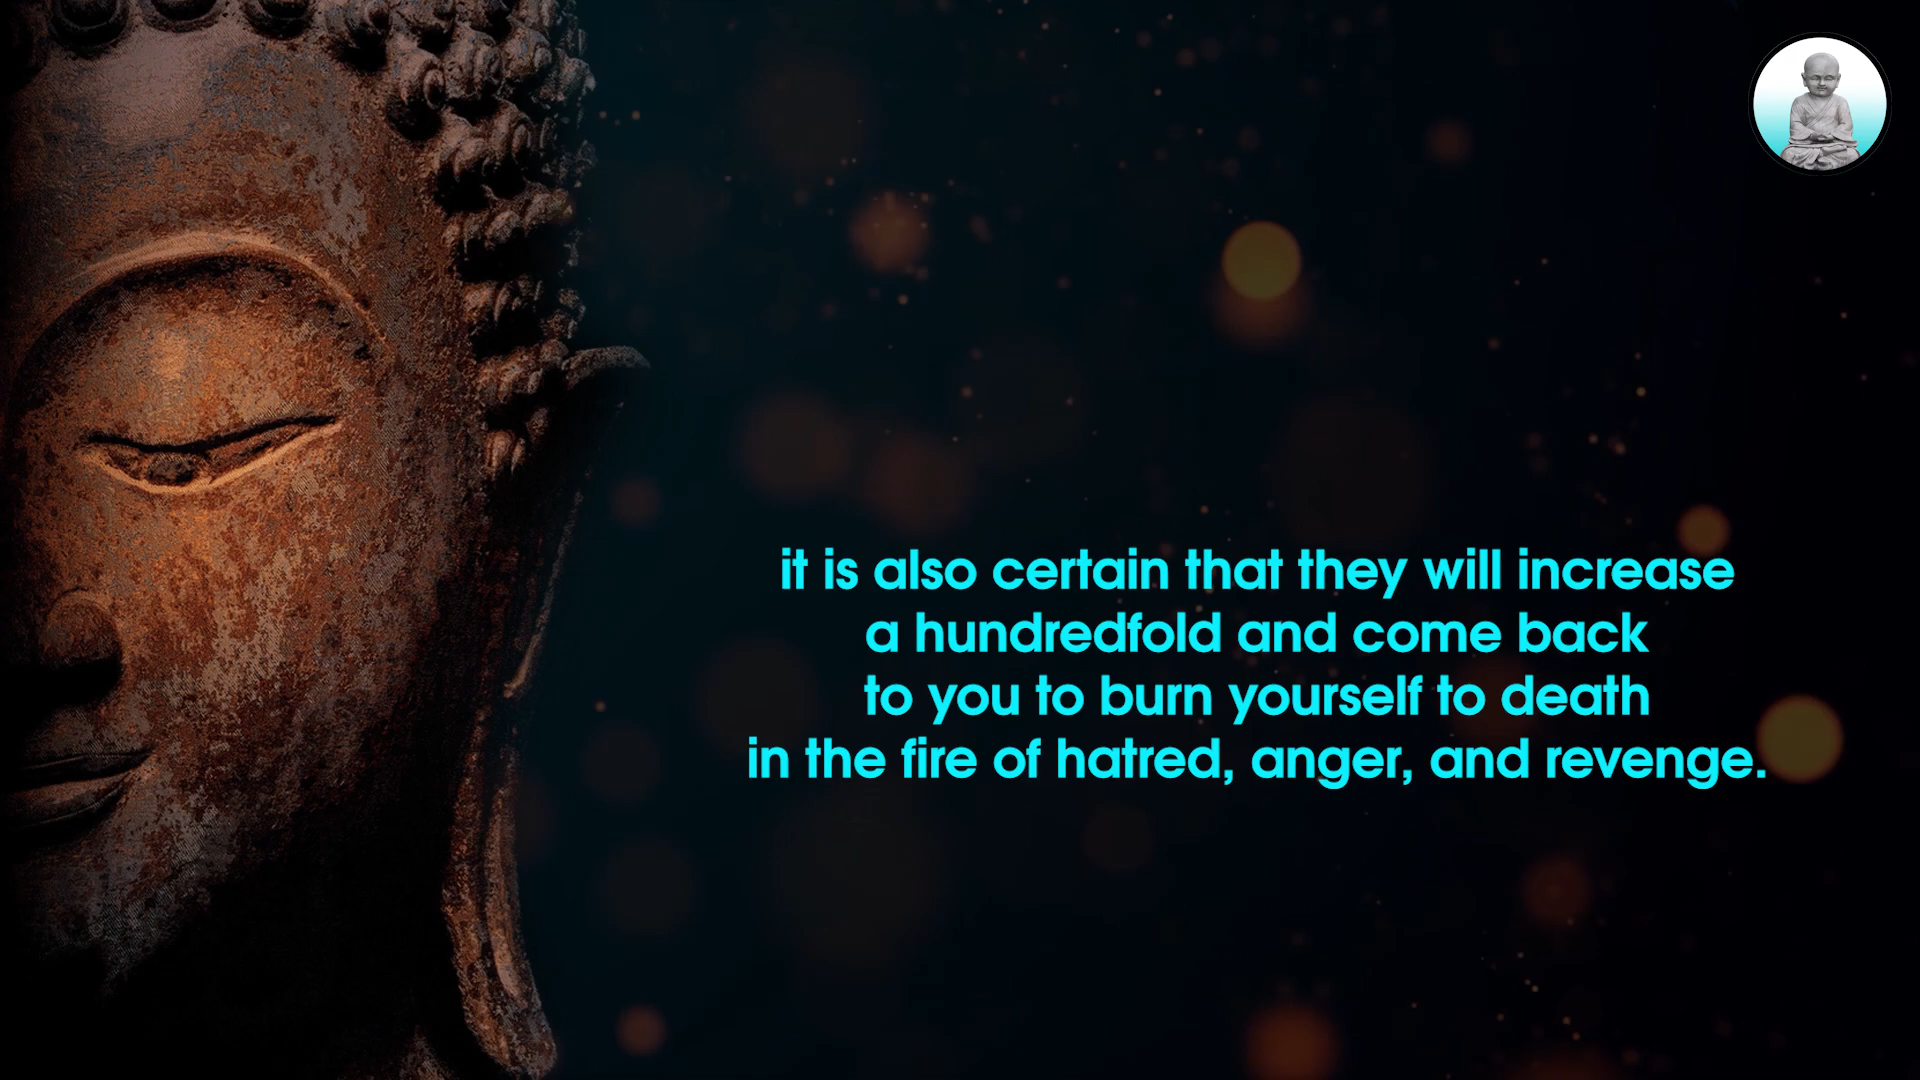 it is also certain that they will increase
a hundredfold and come back
to you to burn yourself to death
in the fire of hatred, anger, and revenge.